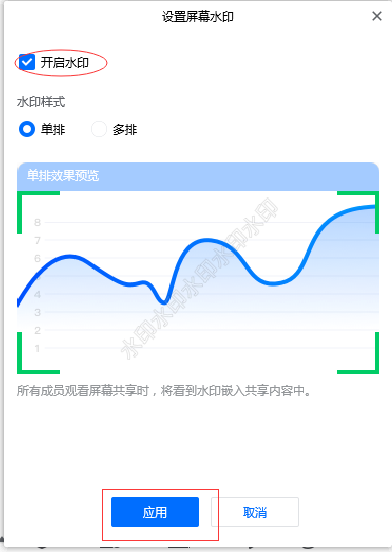 设置屏幕水印
开启水印
水印样式
单排
多排
单排效果预览
8
7
6
5
4
3
2
1
水印水印水印水印水印
所有成员观看屏幕共享时，将看到水印嵌入共享内容中。
应用
取消